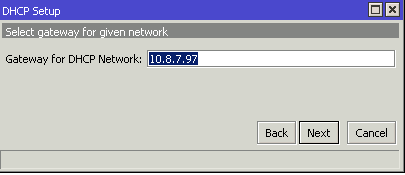 DHCP Setup
Select gateway for given network
Gateway for DHCP Network: 10.8.7.97
Back Next Cancel